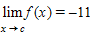 lim f(x) = −11
x → c